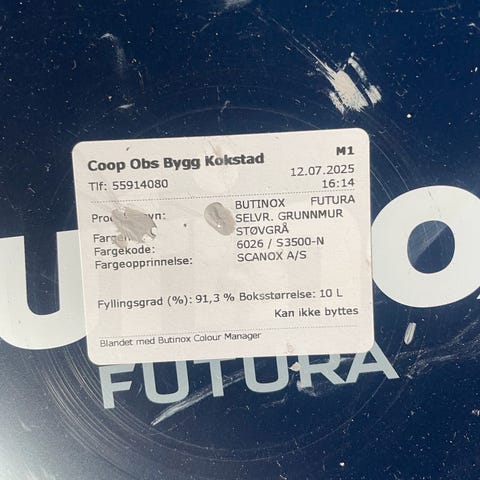 Coop Obs Bygg Kokstad M1
Tlf: 55914080 12.07.2025
16:14
BUTINOX FUTURA
SELVR. GRUNNMUR
STØVGRÅ
Fargekode: 6026 / S3500-N
Fargeopprinnelse: SCANOX A/S
Fyllingsgrad (%): 91,3 % Boksstørrelse: 10 L
Kan ikke byttes
Blandet med Butinox Colour Manager
FUTURA